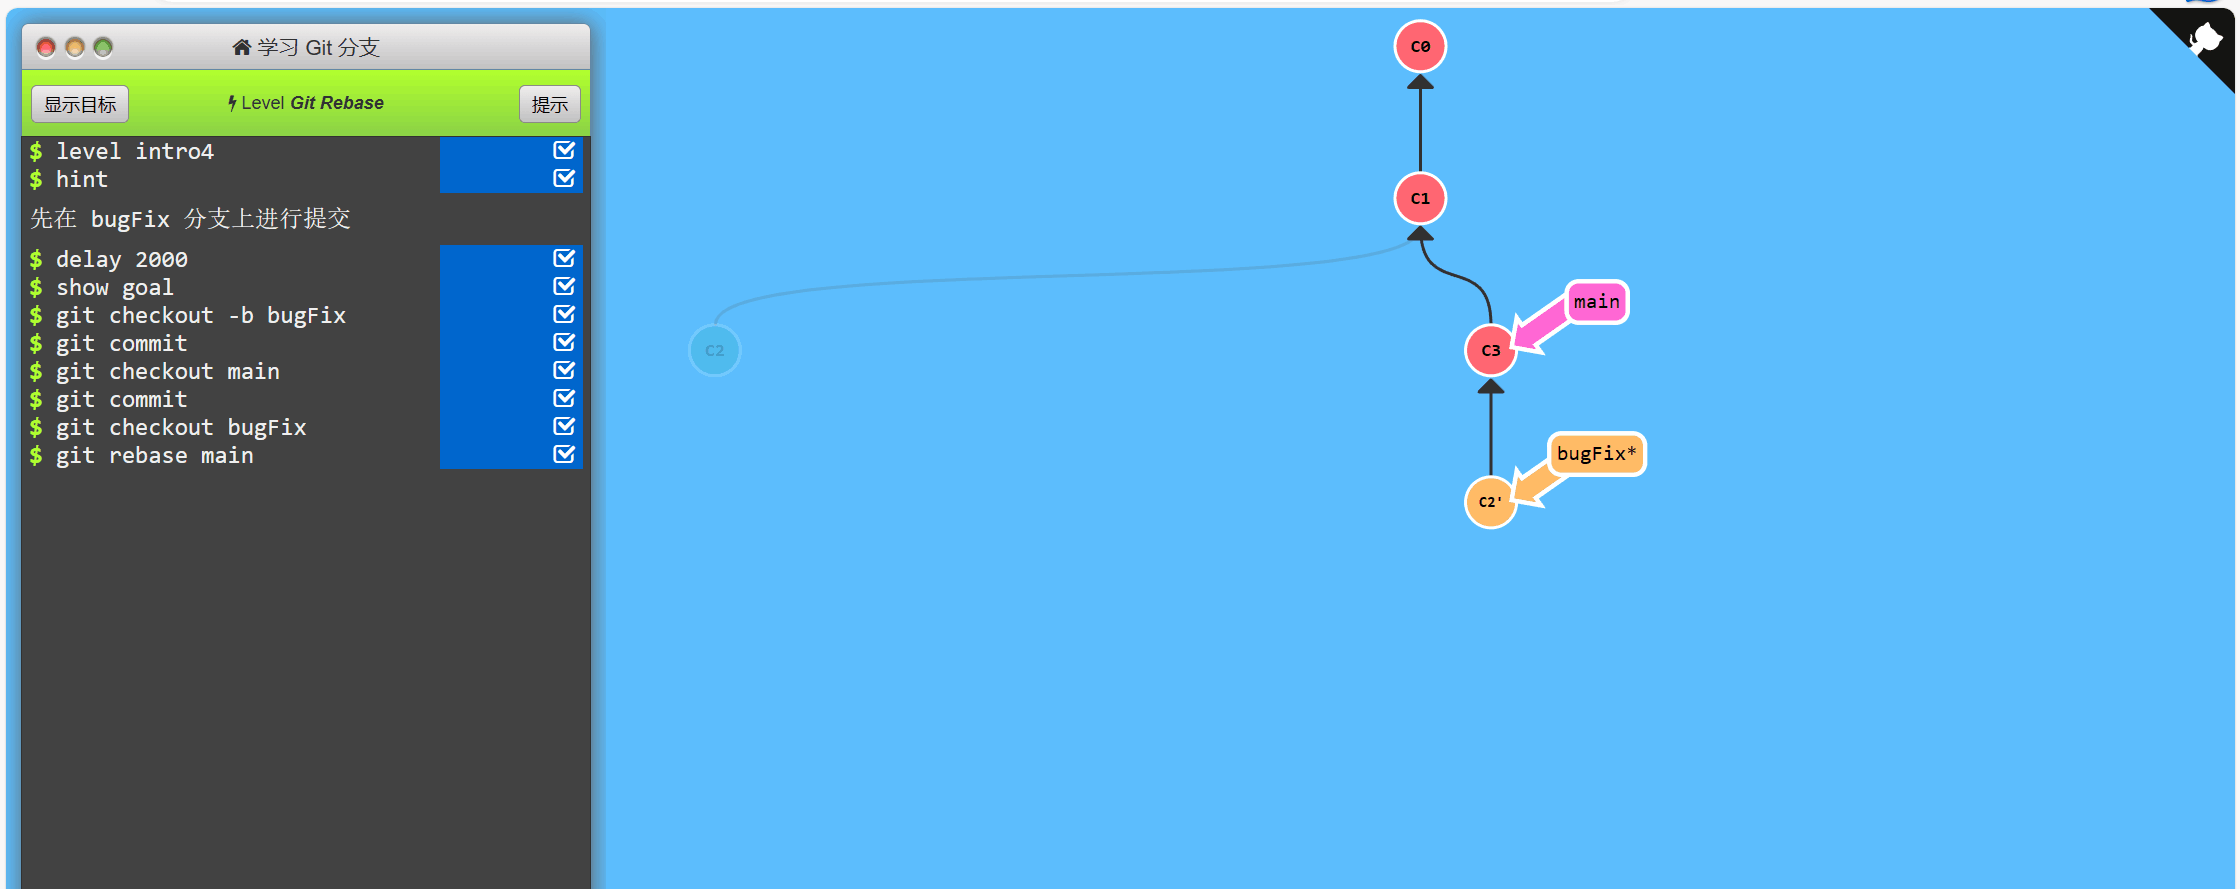 学习 Git 分支
显示目标
Level Git Rebase
提示
$ level intro4
$ hint
先在 bugFix 分支上进行提交
$ delay 2000
$ show goal
$ git checkout -b bugFix
$ git commit
$ git checkout main
$ git commit
$ git checkout bugFix
$ git rebase main
C0
C1
main
C2
C3
bugFix*
C2'